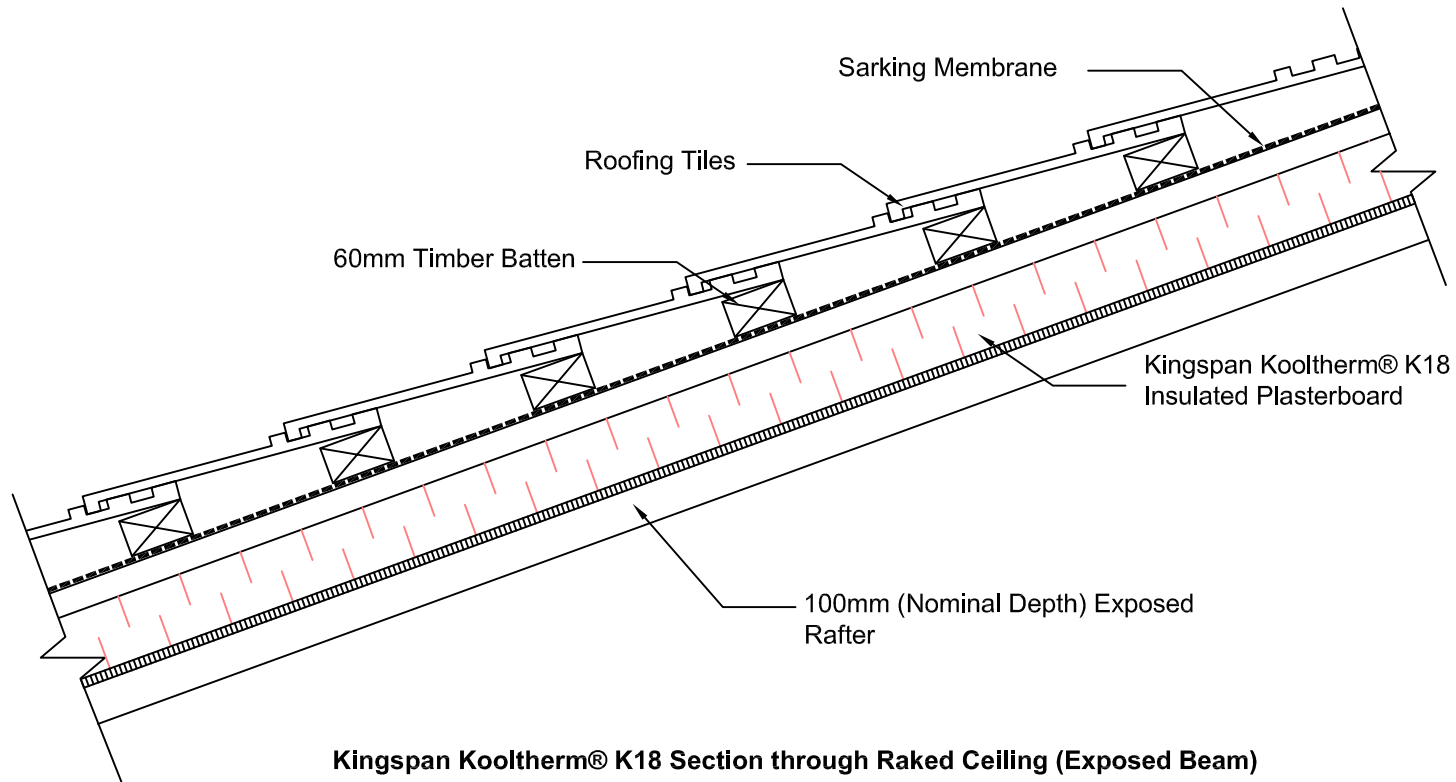 Sarking Membrane
Roofing Tiles
60mm Timber Batten
Kingspan Kooltherm® K18
Insulated Plasterboard
100mm (Nominal Depth) Exposed
Rafter
Kingspan Kooltherm® K18 Section through Raked Ceiling (Exposed Beam)